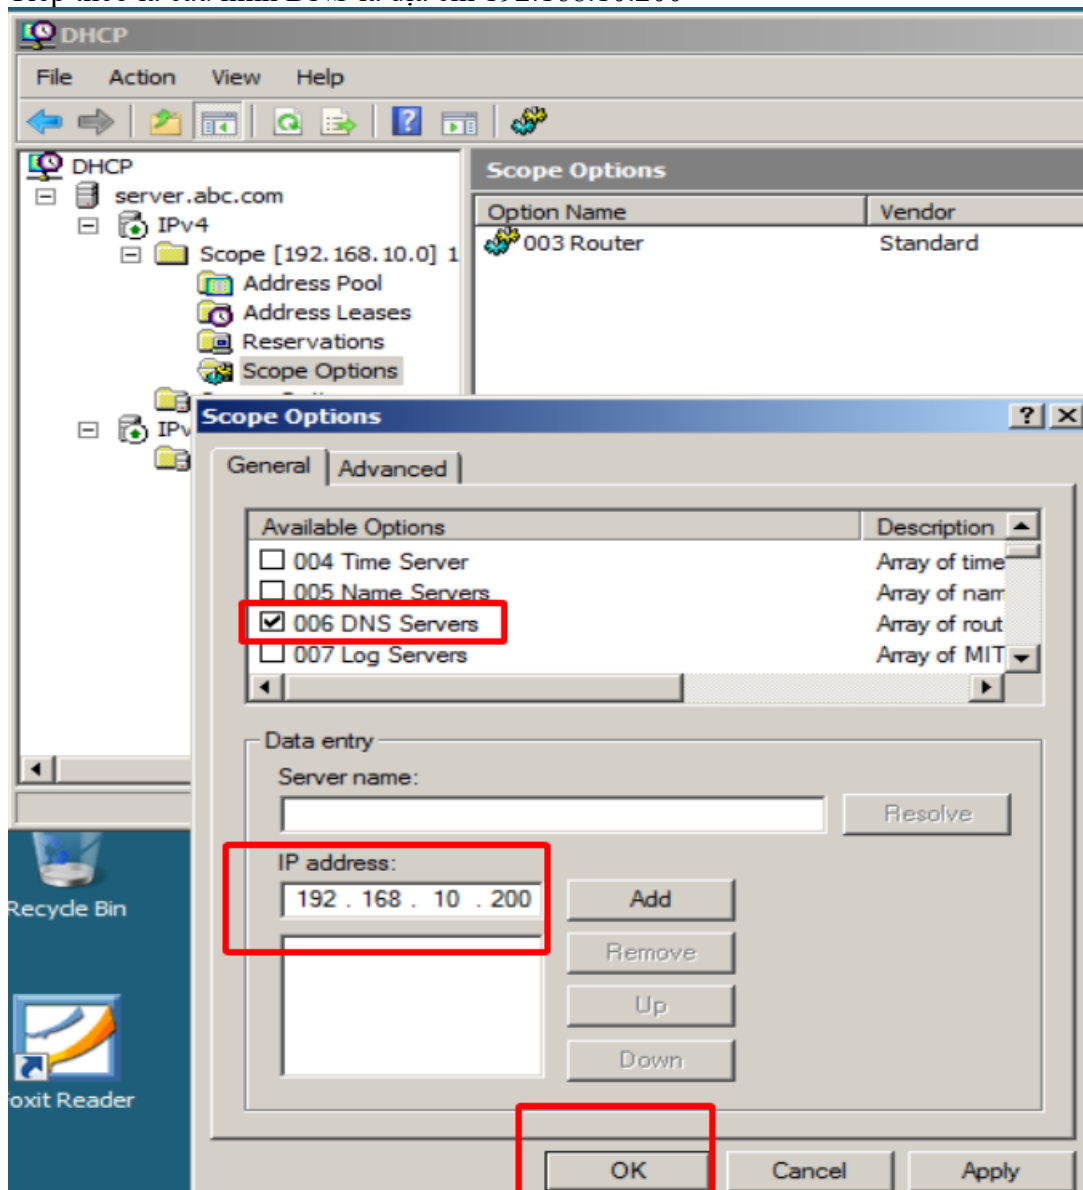 DHCP
File Action View Help
DHCP
server.abc.com
IPv4
Scope [192.168.10.0] 1
Address Pool
Address Leases
Reservations
Scope Options
Scope Options
Option Name Vendor
003 Router Standard
Scope Options
General Advanced
Available Options Description
004 Time Server Array of time
005 Name Servers Array of nam
006 DNS Servers Array of rout
007 Log Servers Array of MIT
Data entry
Server name:
Resolve
IP address:
192 . 168 . 10 . 200 Add
Remove
Up
Down
OK Cancel Apply
Recycle Bin
oxit Reader